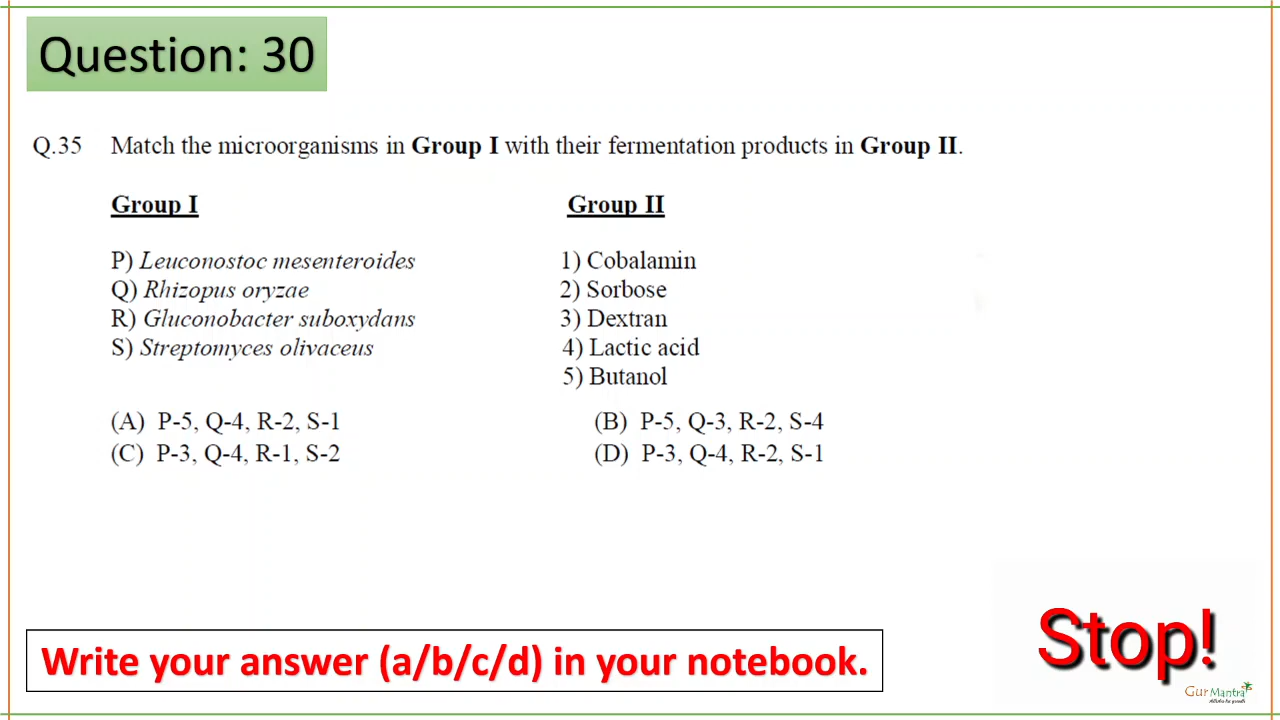 Question: 30
Q.35 Match the microorganisms in Group I with their fermentation products in Group II.
Group I Group II
P) Leuconostoc mesenteroides 1) Cobalamin
Q) Rhizopus oryzae 2) Sorbose
R) Gluconobacter suboxydans 3) Dextran
S) Streptomyces olivaceus 4) Lactic acid
5) Butanol
(A) P-5, Q-4, R-2, S-1 (B) P-5, Q-3, R-2, S-4
(C) P-3, Q-4, R-1, S-2 (D) P-3, Q-4, R-2, S-1
Write your answer (a/b/c/d) in your notebook.
Stop!
Gur Mantra